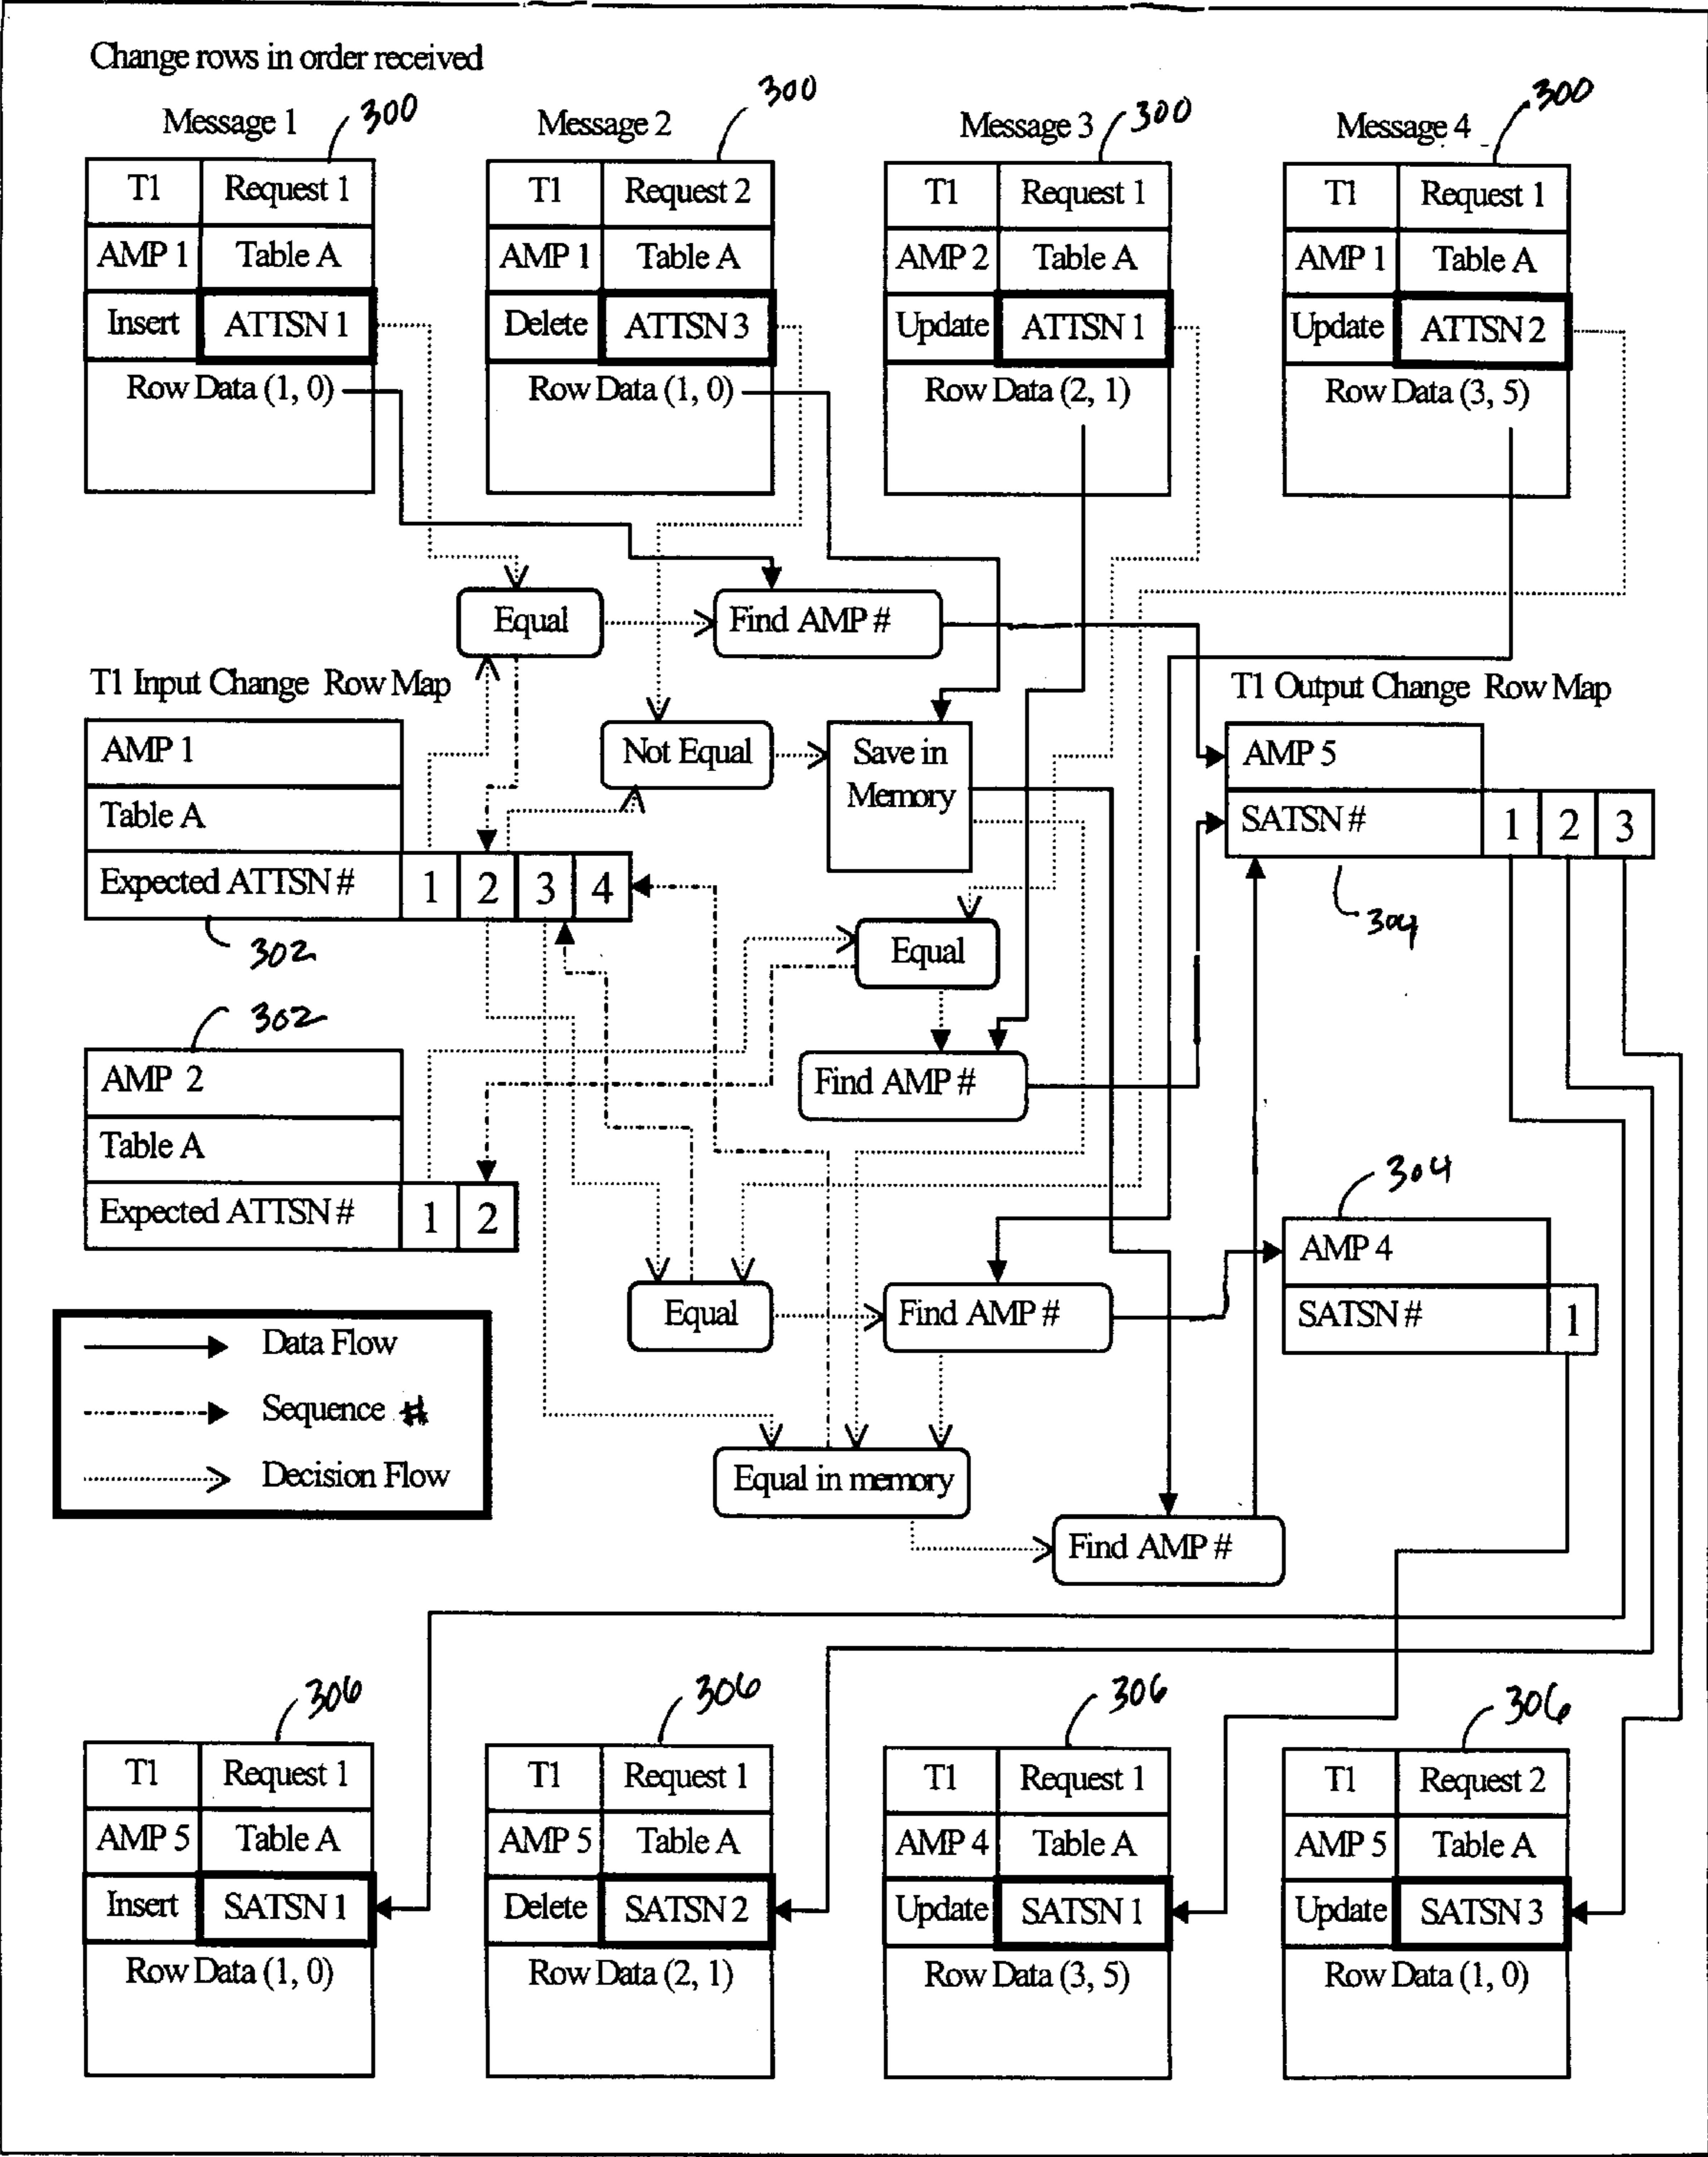 Change rows in order received
Message 1 300
Message 2 300
Message 3 300
Message 4 300
T1 Request 1
AMP 1 Table A
Insert ATTSN 1
Row Data (1, 0)
T1 Request 2
AMP 1 Table A
Delete ATTSN 3
Row Data (1, 0)
T1 Request 1
AMP 2 Table A
Update ATTSN 1
Row Data (2, 1)
T1 Request 1
AMP 1 Table A
Update ATTSN 2
Row Data (3, 5)
Equal
Find AMP #
T1 Input Change Row Map
AMP 1
Table A
Expected ATTSN # 1 2 3 4
302
Not Equal
Save in
Memory
T1 Output Change Row Map
AMP 5
SATSN # 1 2 3
304
Equal
Find AMP #
302
AMP 2
Table A
Expected ATTSN # 1 2
304
AMP 4
SATSN # 1
Equal
Find AMP #
Data Flow
Sequence #
Decision Flow
Equal in memory
Find AMP #
306
306
306
306
T1 Request 1
AMP 5 Table A
Insert SATSN 1
Row Data (1, 0)
T1 Request 1
AMP 5 Table A
Delete SATSN 2
Row Data (2, 1)
T1 Request 1
AMP 4 Table A
Update SATSN 1
Row Data (3, 5)
T1 Request 2
AMP 5 Table A
Update SATSN 3
Row Data (1, 0)